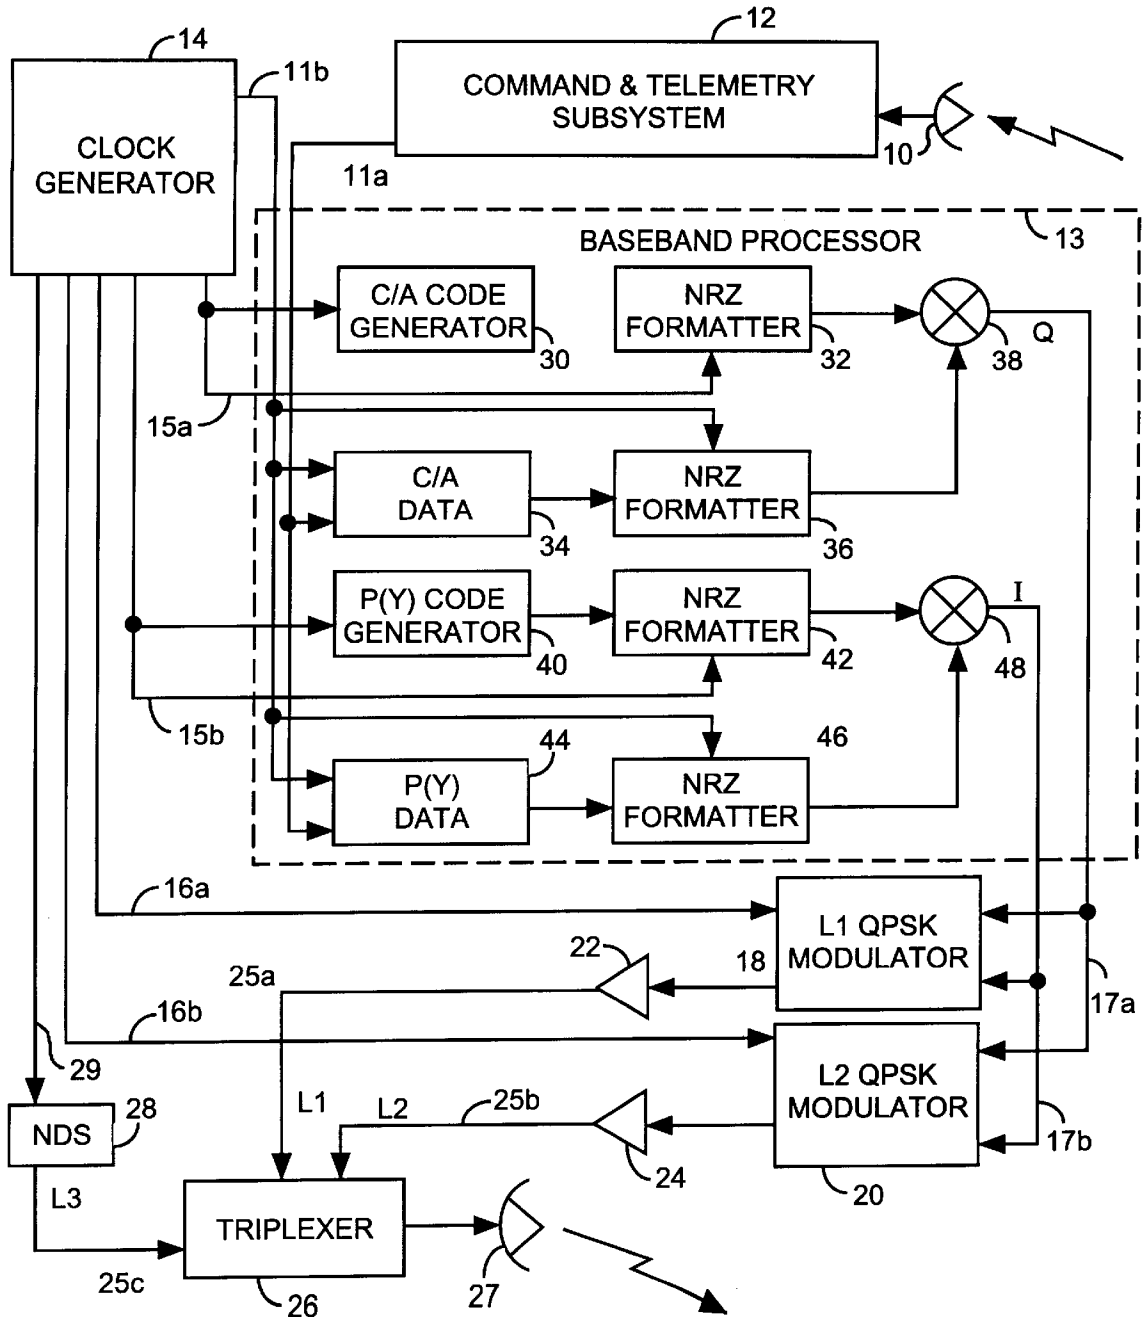 14
12
11b
COMMAND & TELEMETRY
SUBSYSTEM
CLOCK
GENERATOR
10
11a
13
BASEBAND PROCESSOR
C/A CODE
GENERATOR
30
NRZ
FORMATTER
32
38
Q
15a
C/A
DATA
34
NRZ
FORMATTER
36
P(Y) CODE
GENERATOR
40
NRZ
FORMATTER
42
I
48
15b
44
46
P(Y)
DATA
NRZ
FORMATTER
16a
L1 QPSK
MODULATOR
22
18
25a
17a
16b
29
L2 QPSK
MODULATOR
28
NDS
L1
L2
25b
24
17b
20
L3
TRIPLEXER
25c
26
27